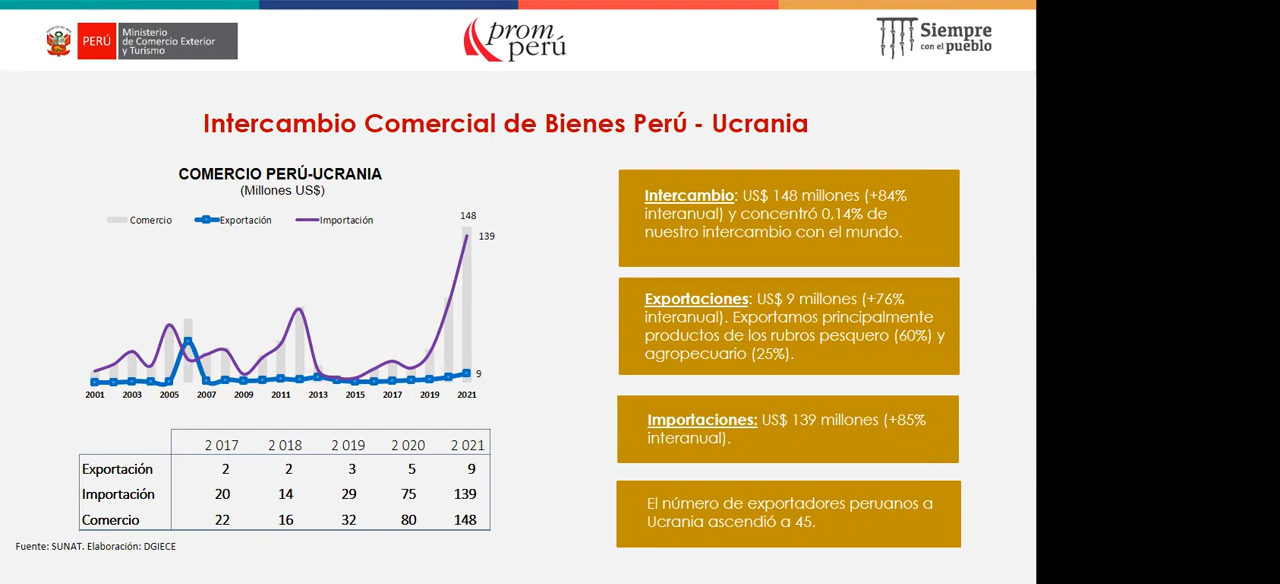 PERÚ
Ministerio
de Comercio Exterior
y Turismo
prom
perú
Siempre
con el pueblo
Intercambio Comercial de Bienes Perú - Ucrania
COMERCIO PERÚ-UCRANIA
(Millones US$)
Comercio Exportación Importación
148
139
9
2001 2003 2005 2007 2009 2011 2013 2015 2017 2019 2021
2 017 2 018 2 019 2 020 2 021
Exportación 2 2 3 5 9
Importación 20 14 29 75 139
Comercio 22 16 32 80 148
Fuente: SUNAT. Elaboración: DGIECE
Intercambio: US$ 148 millones (+84%
interanual) y concentró 0,14% de
nuestro intercambio con el mundo.
Exportaciones: US$ 9 millones (+76%
interanual). Exportamos principalmente
productos de los rubros pesquero (60%) y
agropecuario (25%).
Importaciones: US$ 139 millones (+85%
interanual).
El número de exportadores peruanos a
Ucrania ascendió a 45.